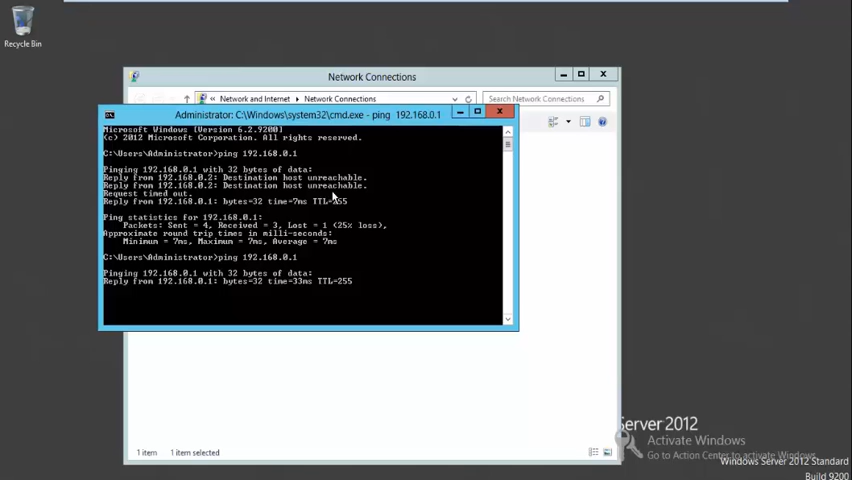 Recycle Bin
Network Connections
« Network and Internet › Network Connections
Search Network Connections
Administrator: C:\Windows\system32\cmd.exe - ping 192.168.0.1
Microsoft Windows [Version 6.2.9200]
(c) 2012 Microsoft Corporation. All rights reserved.
C:\Users\Administrator>ping 192.168.0.1
Pinging 192.168.0.1 with 32 bytes of data:
Reply from 192.168.0.2: Destination host unreachable.
Reply from 192.168.0.2: Destination host unreachable.
Request timed out.
Reply from 192.168.0.1: bytes=32 time=7ms TTL=255
Ping statistics for 192.168.0.1:
Packets: Sent = 4, Received = 3, Lost = 1 (25% loss),
Approximate round trip times in milli-seconds:
Minimum = 7ms, Maximum = 7ms, Average = 7ms
C:\Users\Administrator>ping 192.168.0.1
Pinging 192.168.0.1 with 32 bytes of data:
Reply from 192.168.0.1: bytes=32 time=33ms TTL=255
1 item
1 item selected
Server 2012
Activate Windows
Go to Action Center to activate Windows.
Windows Server 2012 Standard
Build 9200